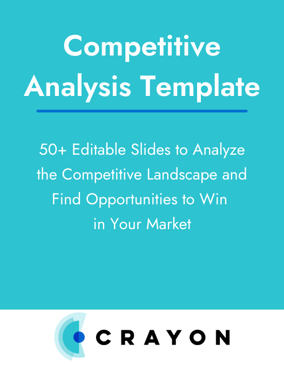 Competitive
Analysis Template
50+ Editable Slides to Analyze
the Competitive Landscape and
Find Opportunities to Win
in Your Market
CRAYON